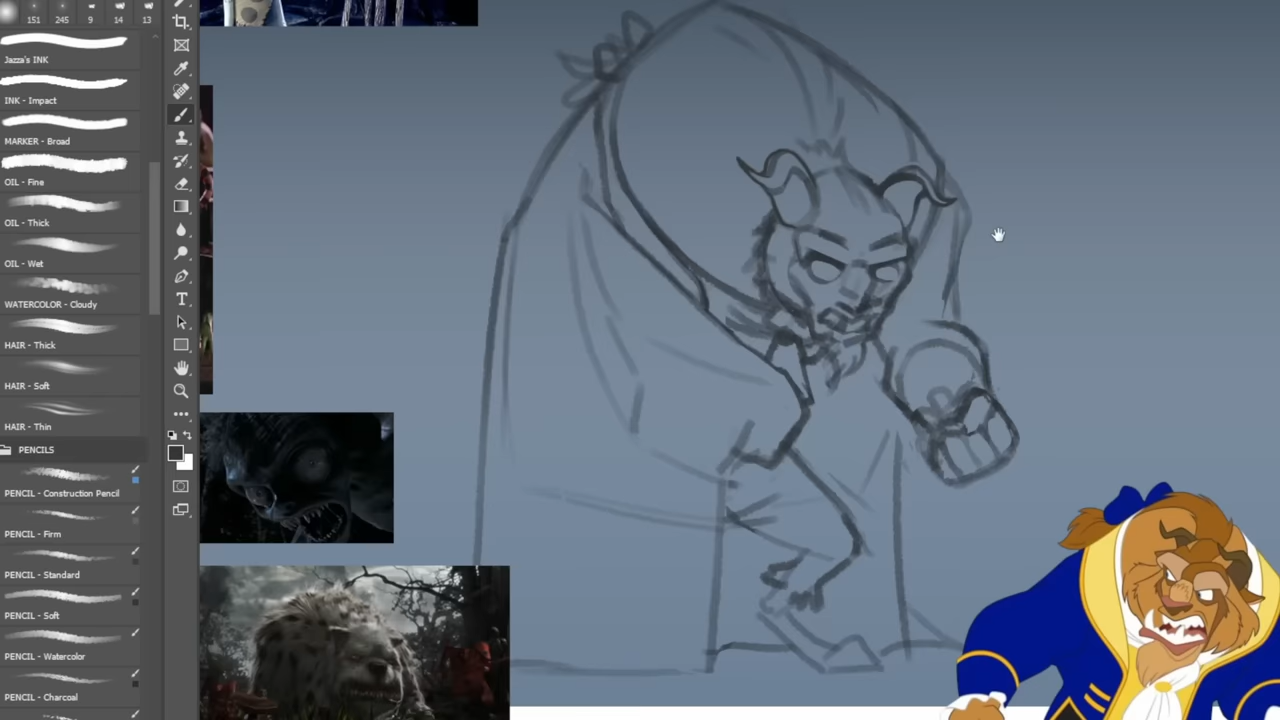 151 245 9 14 13
Jazza's INK
INK - Impact
MARKER - Broad
OIL - Fine
OIL - Thick
OIL - Wet
WATERCOLOR - Cloudy
HAIR - Thick
HAIR - Soft
HAIR - Thin
PENCILS
PENCIL - Construction Pencil
PENCIL - Firm
PENCIL - Standard
PENCIL - Soft
PENCIL - Watercolor
PENCIL - Charcoal